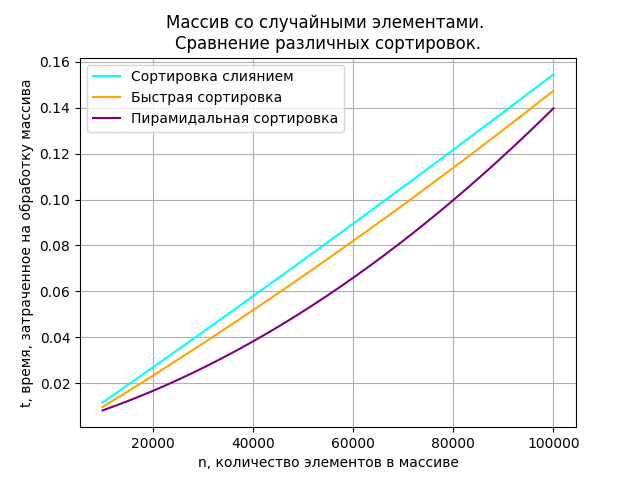 Массив со случайными элементами.
Сравнение различных сортировок.
0.16
0.14
0.12
0.10
0.08
0.06
0.04
0.02
t, время, затраченное на обработку массива
Сортировка слиянием
Быстрая сортировка
Пирамидальная сортировка
20000 40000 60000 80000 100000
n, количество элементов в массиве